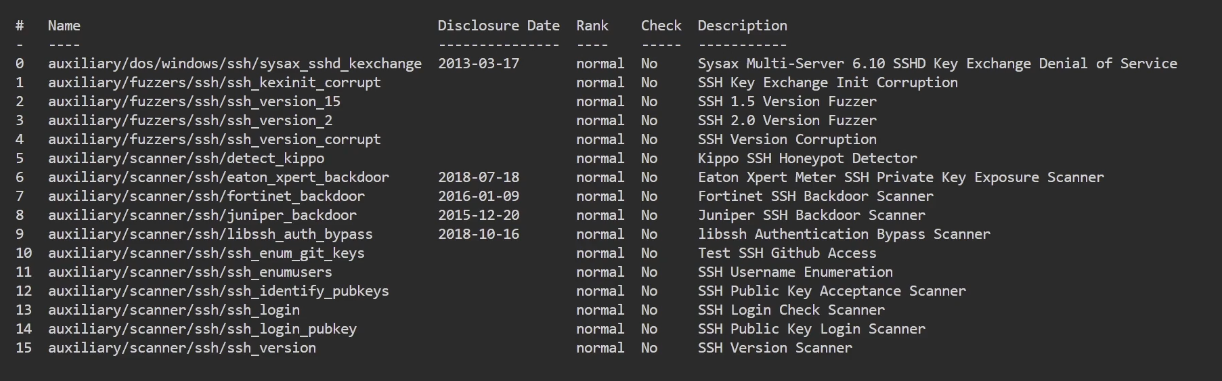 #   Name                                          Disclosure Date  Rank    Check  Description
-   ----                                          ---------------  ----    -----  -----------
0   auxiliary/dos/windows/ssh/sysax_sshd_kexchange  2013-03-17       normal  No     Sysax Multi-Server 6.10 SSHD Key Exchange Denial of Service
1   auxiliary/fuzzers/ssh/ssh_kexinit_corrupt                        normal  No     SSH Key Exchange Init Corruption
2   auxiliary/fuzzers/ssh/ssh_version_15                             normal  No     SSH 1.5 Version Fuzzer
3   auxiliary/fuzzers/ssh/ssh_version_2                              normal  No     SSH 2.0 Version Fuzzer
4   auxiliary/fuzzers/ssh/ssh_version_corrupt                        normal  No     SSH Version Corruption
5   auxiliary/scanner/ssh/detect_kippo                               normal  No     Kippo SSH Honeypot Detector
6   auxiliary/scanner/ssh/eaton_xpert_backdoor      2018-07-18       normal  No     Eaton Xpert Meter SSH Private Key Exposure Scanner
7   auxiliary/scanner/ssh/fortinet_backdoor         2016-01-09       normal  No     Fortinet SSH Backdoor Scanner
8   auxiliary/scanner/ssh/juniper_backdoor          2015-12-20       normal  No     Juniper SSH Backdoor Scanner
9   auxiliary/scanner/ssh/libssh_auth_bypass        2018-10-16       normal  No     libssh Authentication Bypass Scanner
10  auxiliary/scanner/ssh/ssh_enum_git_keys                          normal  No     Test SSH Github Access
11  auxiliary/scanner/ssh/ssh_enumusers                              normal  No     SSH Username Enumeration
12  auxiliary/scanner/ssh/ssh_identify_pubkeys                       normal  No     SSH Public Key Acceptance Scanner
13  auxiliary/scanner/ssh/ssh_login                                  normal  No     SSH Login Check Scanner
14  auxiliary/scanner/ssh/ssh_login_pubkey                           normal  No     SSH Public Key Login Scanner
15  auxiliary/scanner/ssh/ssh_version                                normal  No     SSH Version Scanner